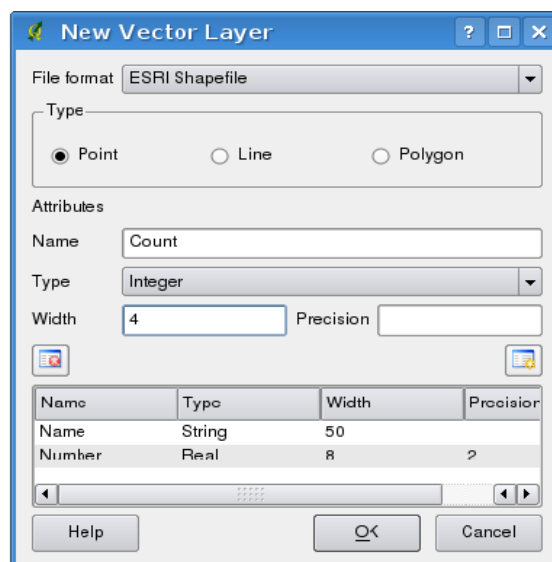 New Vector Layer
File format ESRI Shapefile
Type
Point Line Polygon
Attributes
Name Count
Type Integer
Width 4 Precision
Name Type Width Precision
Name String 50
Number Real 8 2
Help OK Cancel